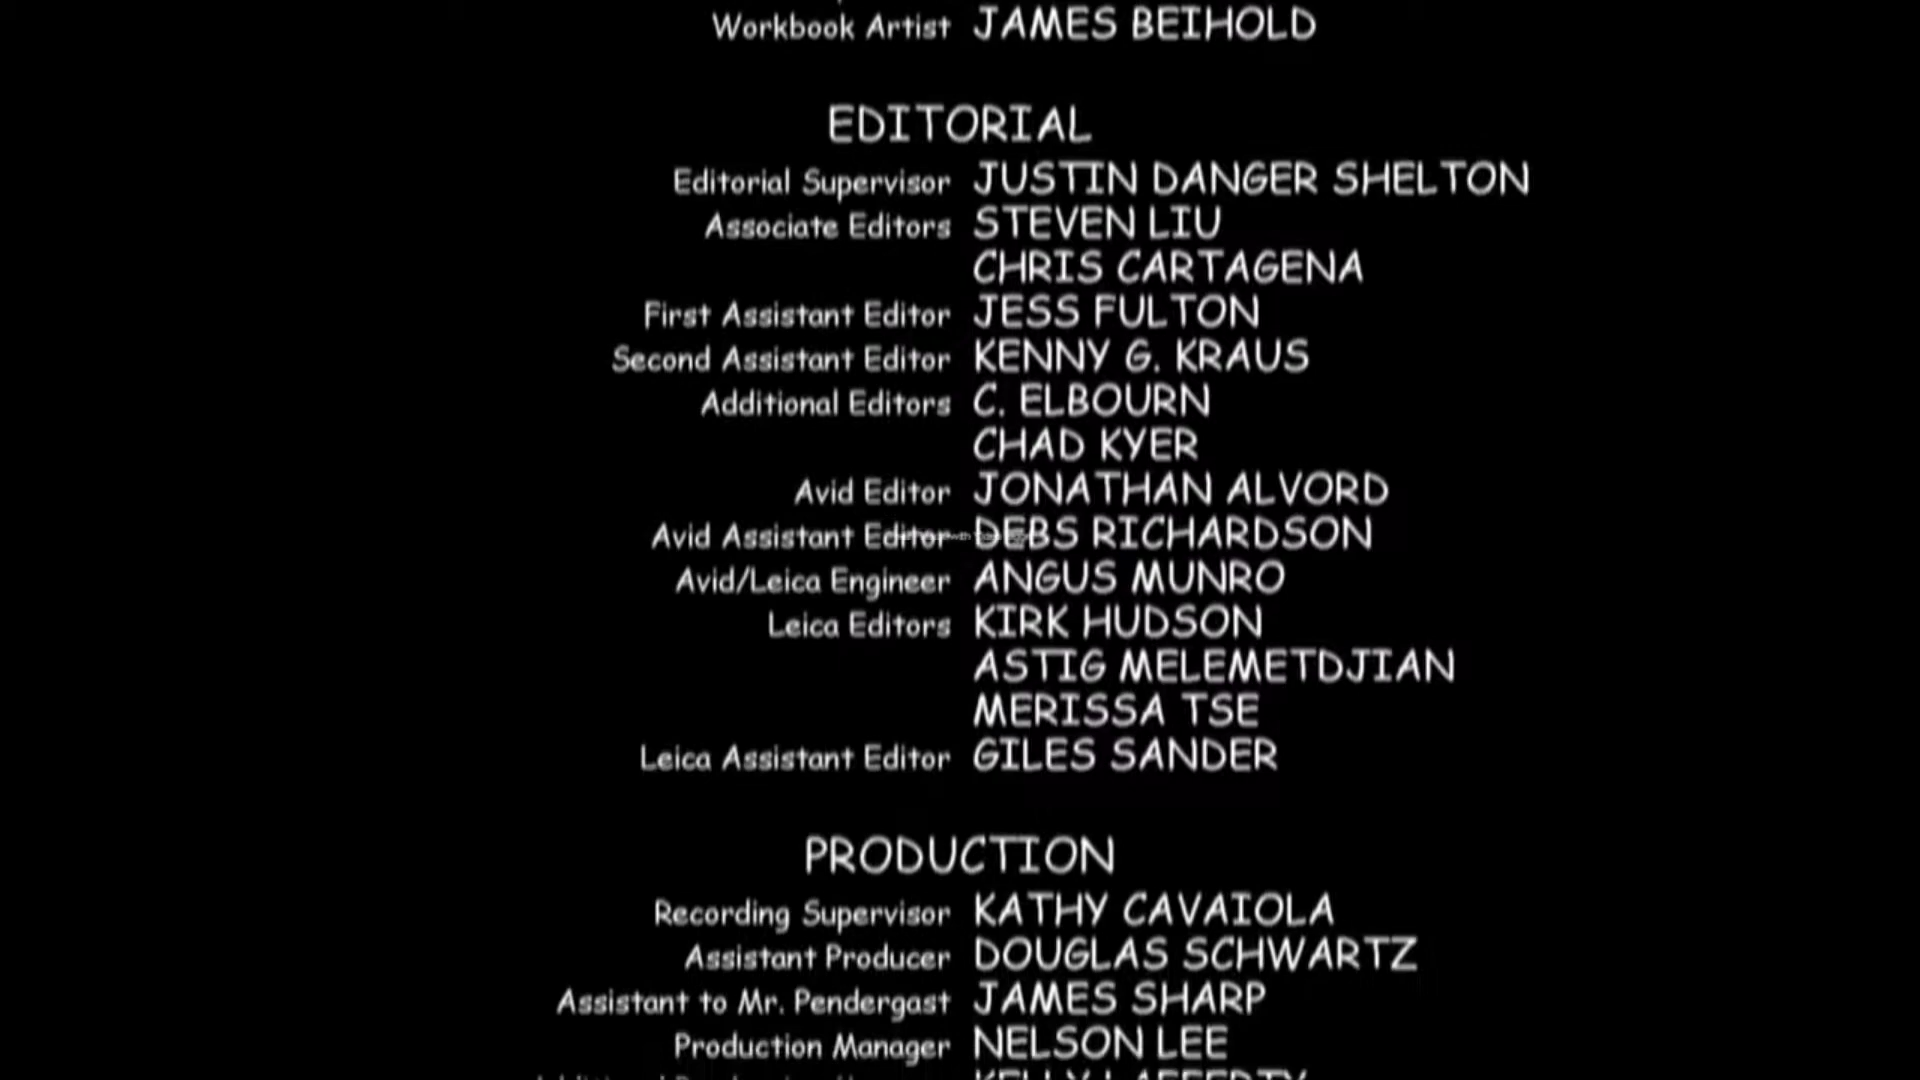 Workbook Artist JAMES BEIHOLD
EDITORIAL
Editorial Supervisor JUSTIN DANGER SHELTON
Associate Editors STEVEN LIU
CHRIS CARTAGENA
First Assistant Editor JESS FULTON
Second Assistant Editor KENNY G. KRAUS
Additional Editors C. ELBOURN
CHAD KYER
Avid Editor JONATHAN ALVORD
Avid Assistant Editor DEBS RICHARDSON
Avid/Leica Engineer ANGUS MUNRO
Leica Editors KIRK HUDSON
ASTIG MELEMETDJIAN
MERISSA TSE
Leica Assistant Editor GILES SANDER
PRODUCTION
Recording Supervisor KATHY CAVAIOLA
Assistant Producer DOUGLAS SCHWARTZ
Assistant to Mr. Pendergast JAMES SHARP
Production Manager NELSON LEE
KELLY LAFFERTY